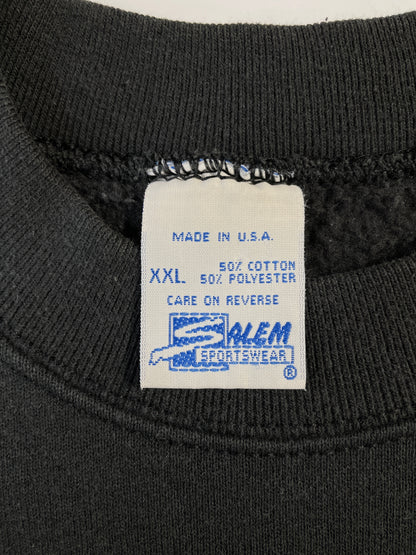 MADE IN U.S.A.
XXL 50% COTTON
50% POLYESTER
CARE ON REVERSE
SALEM
SPORTSWEAR
®